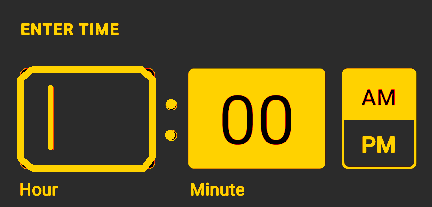 ENTER TIME
: 00 AM
PM
Hour Minute